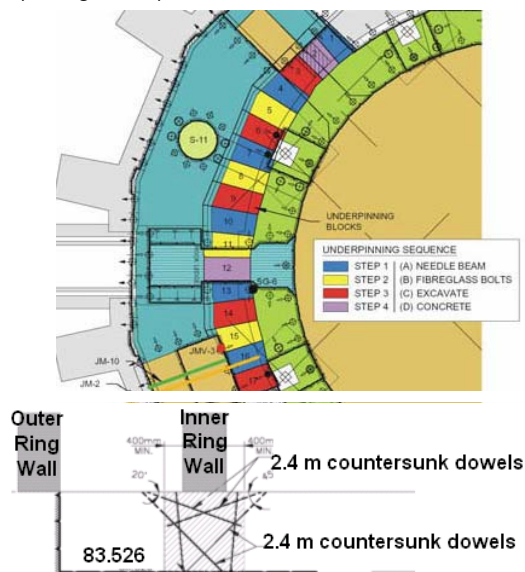 1
2
3
4
5
6
7
8
9
10
11
12
13
14
15
16
17
S-11
SG-6
JMV-3
JM-10
JM-2
UNDERPINNING
BLOCKS
UNDERPINNING SEQUENCE
STEP 1 (A) NEEDLE BEAM
STEP 2 (B) FIBREGLASS BOLTS
STEP 3 (C) EXCAVATE
STEP 4 (D) CONCRETE
Outer
Ring
Wall
Inner
Ring
Wall
400mm
MIN.
400m
MIN.
20°
45
2.4 m countersunk dowels
2.4 m countersunk dowels
83.526